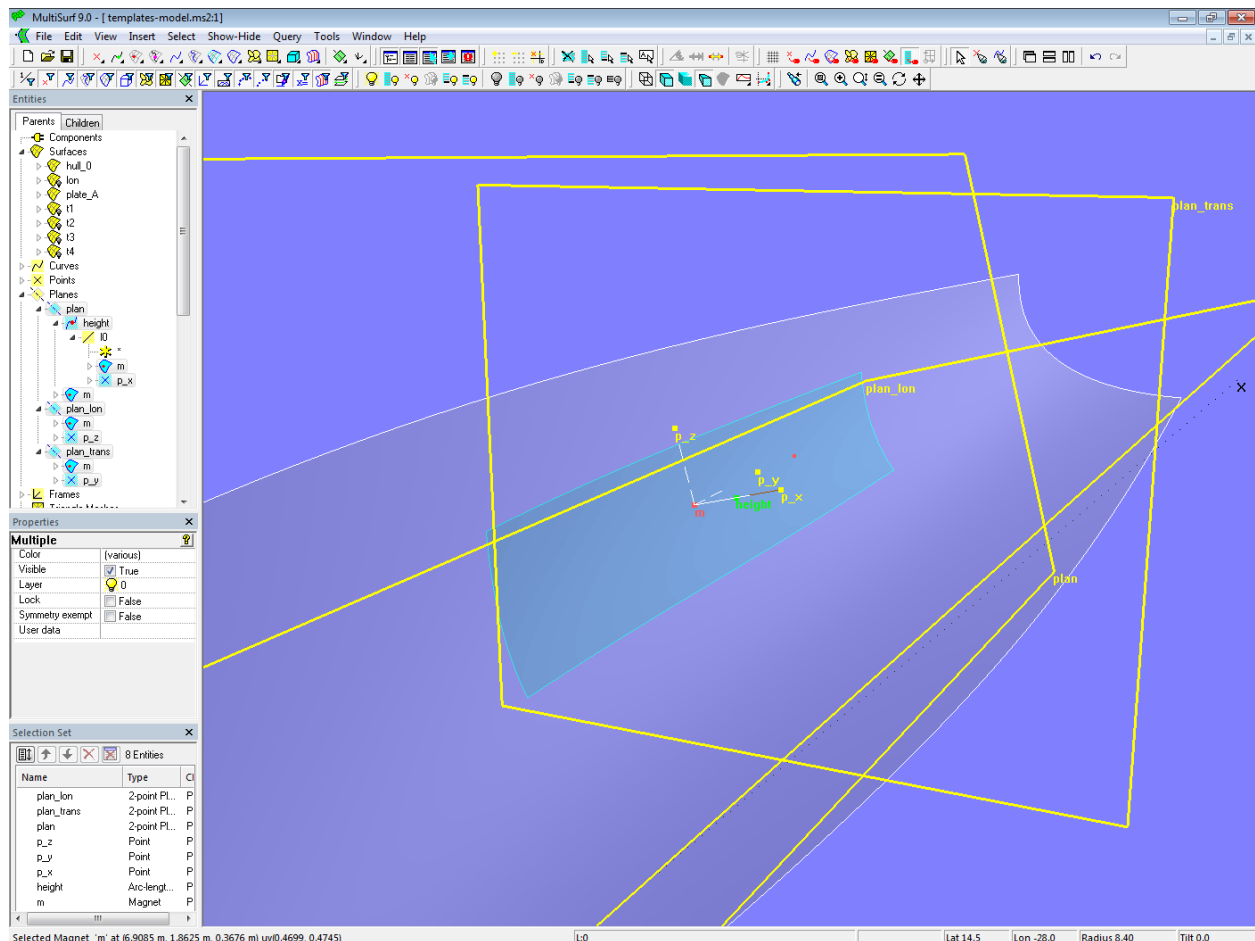 MultiSurf 9.0 - [ templates-model.ms2:1]
File Edit View Insert Select Show-Hide Query Tools Window Help
Entities
Parents Children
Components
Surfaces
hull_0
lon
plate_A
t1
t2
t3
t4
Curves
Points
Planes
plan
height
l0
*
m
p_x
m
plan_lon
m
p_z
plan_trans
m
p_y
Frames
Properties
Multiple
Color (various)
Visible True
Layer 0
Lock False
Symmetry exempt False
User data
Selection Set
8 Entities
Name Type Cl
plan_lon 2-point Pl... P
plan_trans 2-point Pl... P
plan 2-point Pl... P
p_z Point P
p_y Point P
p_x Point P
height Arc-lengt... P
m Magnet P
plan_trans
plan_lon
p_z
p_y
p_x
height
m
plan
X
Selected Magnet 'm' at (6.9085 m, 1.8625 m, 0.3676 m) uv(0.4699, 0.4745) L:0 Lat 14.5 Lon -28.0 Radius 8.40 Tilt 0.0